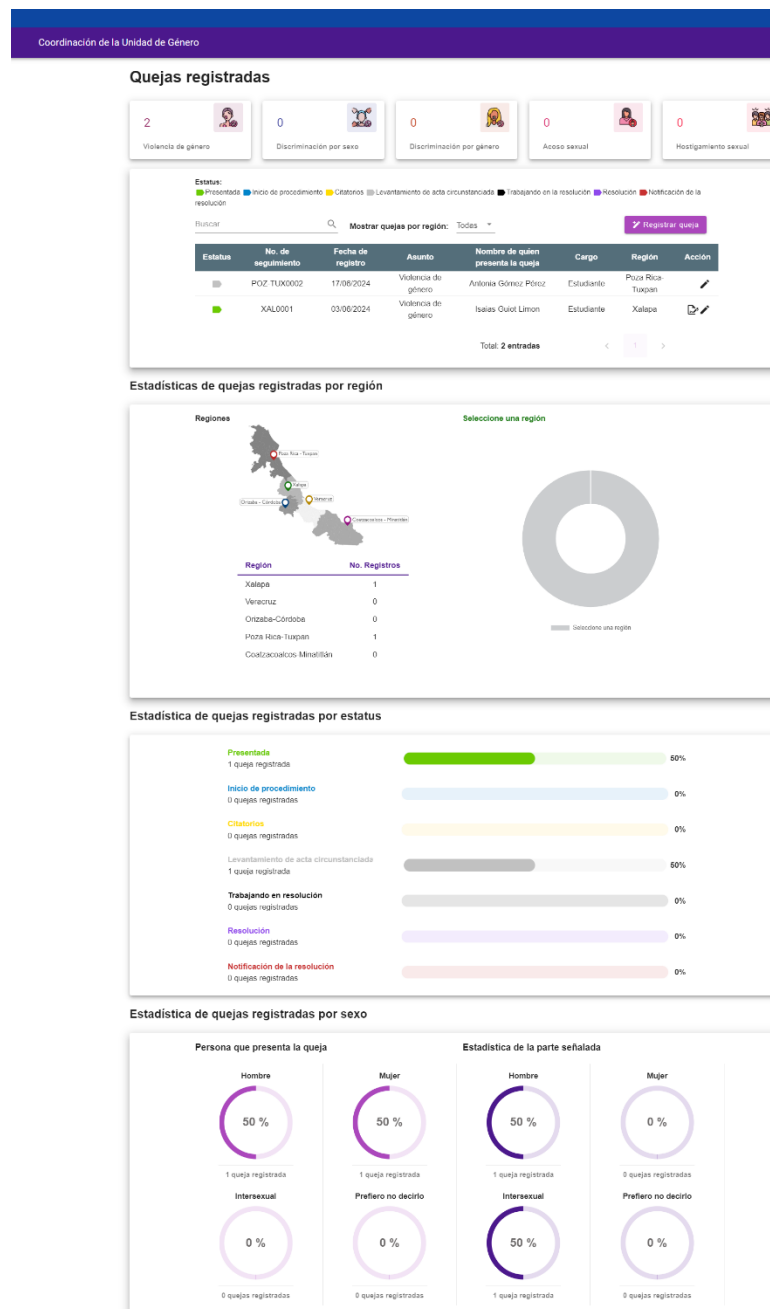 Coordinación de la Unidad de Género
Quejas registradas
2
Violencia de género
0
Discriminación por sexo
0
Discriminación por género
0
Acoso sexual
0
Hostigamiento sexual
Estatus:
Presentada Inicio de procedimiento Citatorios Levantamiento de acta circunstanciada Trabajando en la resolución Resolución Notificación de la
resolución
Buscar Mostrar quejas por región: Todas Registrar queja
Estatus No. de seguimiento Fecha de registro Asunto Nombre de quien presenta la queja Cargo Región Acción
POZ TUX0002 17/06/2024 Violencia de género Antonia Gómez Pérez Estudiante Poza Rica-Tuxpan
XAL0001 03/06/2024 Violencia de género Isaias Guiot Limon Estudiante Xalapa
Total: 2 entradas < 1 >
Estadísticas de quejas registradas por región
Regiones
Seleccione una región
Poza Rica - Tuxpan
Xalapa
Orizaba - Córdoba
Veracruz
Coatzacoalcos - Minatitlán
Región No. Registros
Xalapa 1
Veracruz 0
Orizaba-Córdoba 0
Poza Rica-Tuxpan 1
Coatzacoalcos-Minatitlán 0
Seleccione una región
Estadística de quejas registradas por estatus
Presentada
1 queja registrada
50%
Inicio de procedimiento
0 quejas registradas
0%
Citatorios
0 quejas registradas
0%
Levantamiento de acta circunstanciada
1 queja registrada
50%
Trabajando en resolución
0 quejas registradas
0%
Resolución
0 quejas registradas
0%
Notificación de la resolución
0 quejas registradas
0%
Estadística de quejas registradas por sexo
Persona que presenta la queja Estadística de la parte señalada
Hombre Mujer Hombre Mujer
50 % 50 % 50 % 0 %
1 queja registrada 1 queja registrada 1 queja registrada 0 quejas registradas
Intersexual Prefiero no decirlo Intersexual Prefiero no decirlo
0 % 0 % 50 % 0 %
0 quejas registradas 0 quejas registradas 1 queja registrada 0 quejas registradas